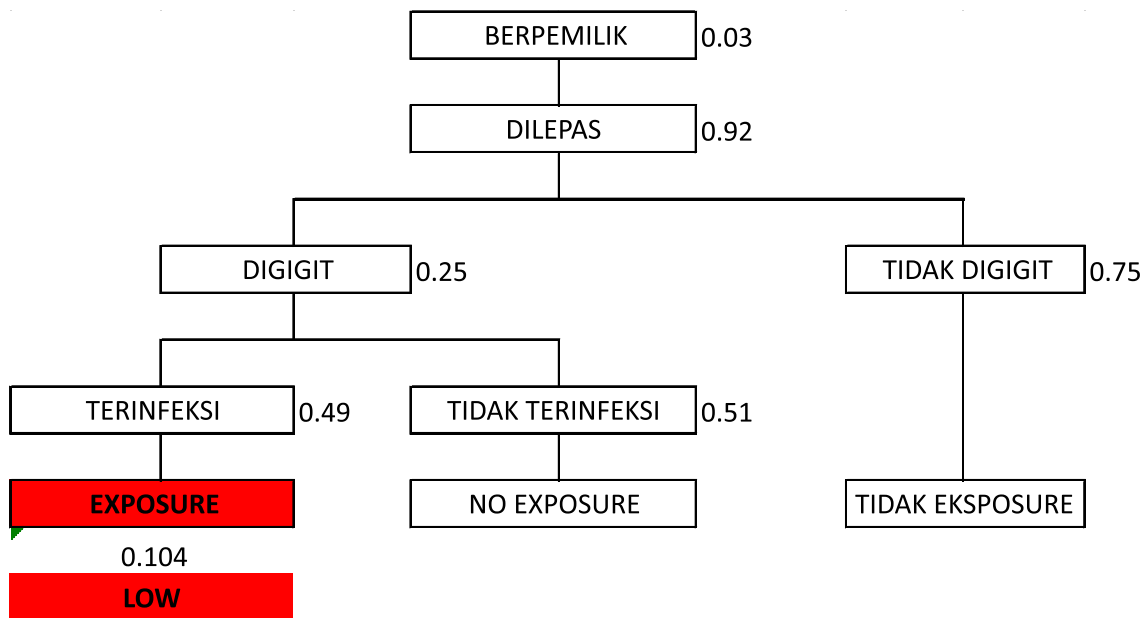 BERPEMILIK 0.03
DILEPAS 0.92
DIGIGIT 0.25 TIDAK DIGIGIT 0.75
TERINFEKSI 0.49 TIDAK TERINFEKSI 0.51
EXPOSURE NO EXPOSURE TIDAK EKSPOSURE
0.104
LOW